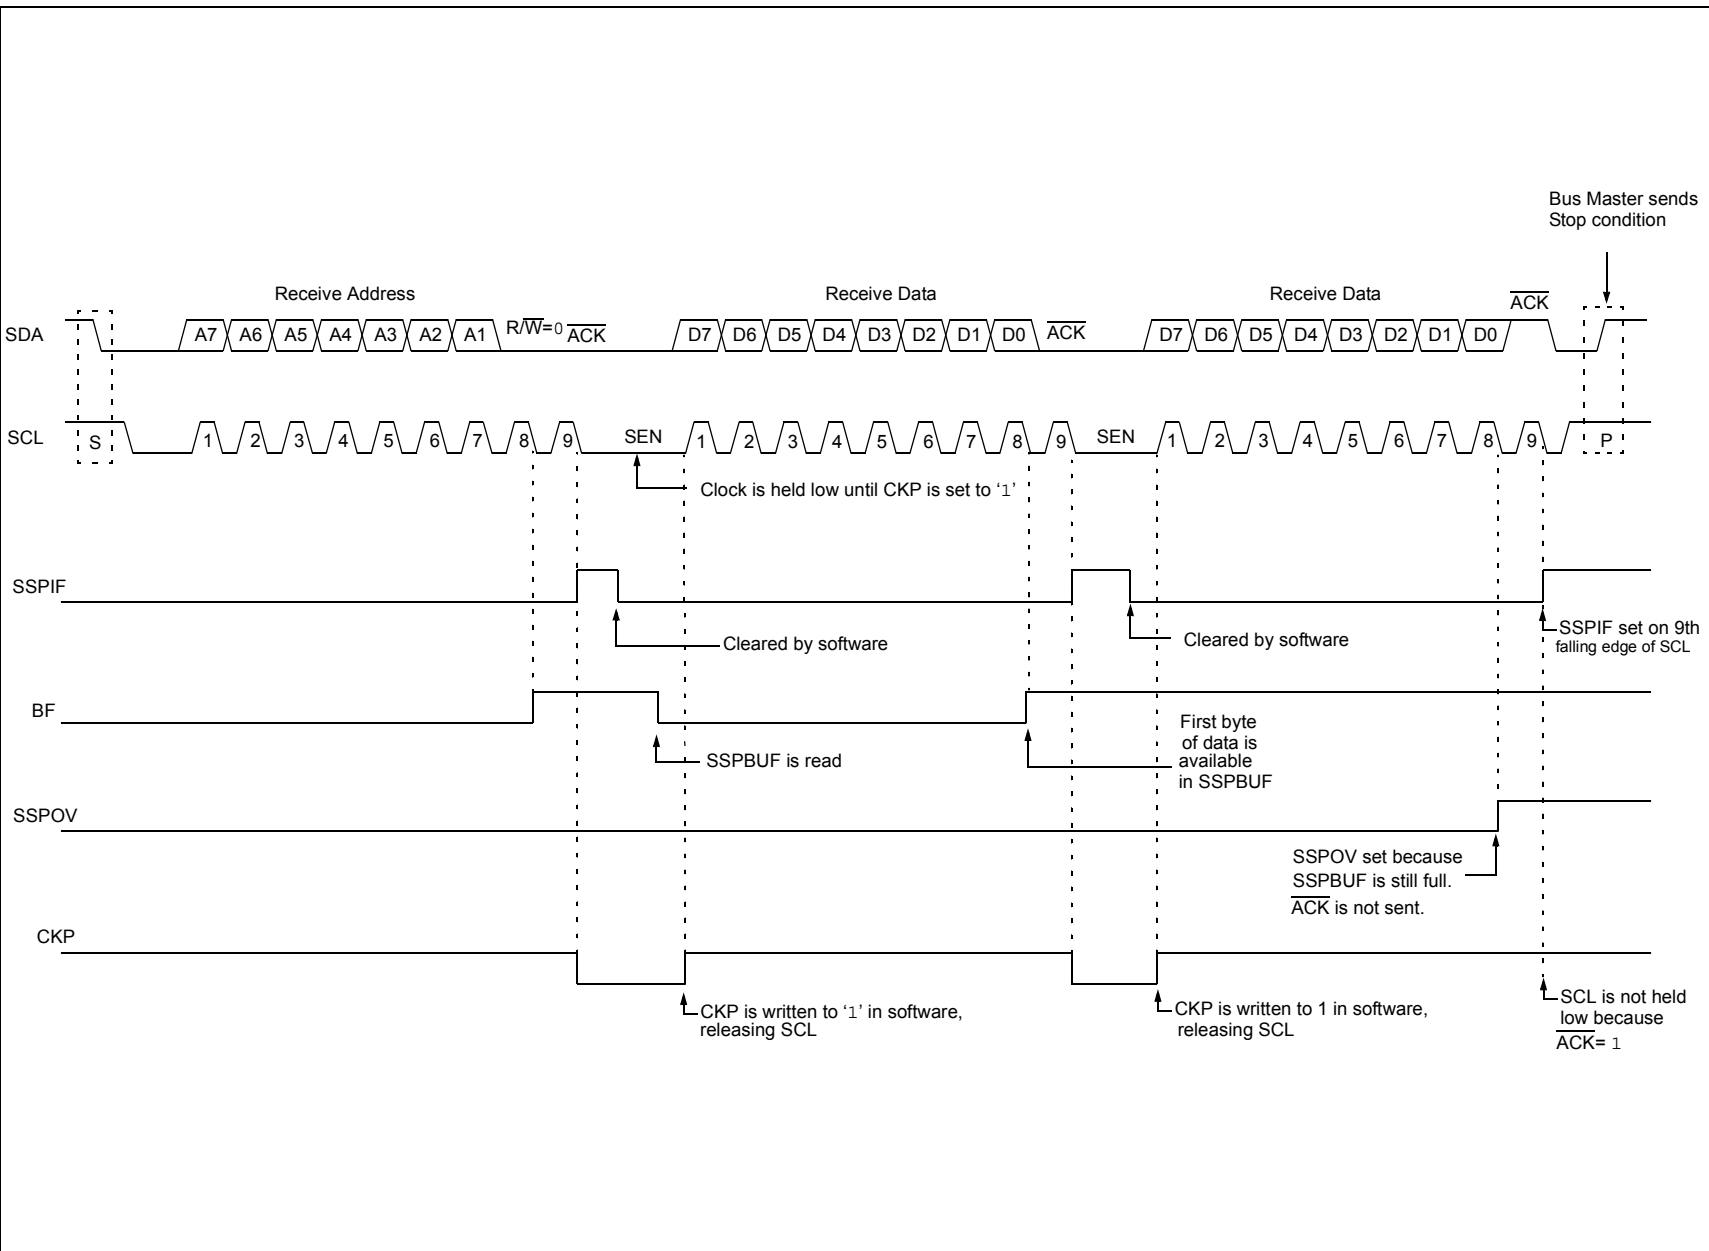 Bus Master sends
Stop condition
Receive Address
Receive Data
Receive Data
ACK
SDA
A7 A6 A5 A4 A3 A2 A1 R/W=0 ACK
D7 D6 D5 D4 D3 D2 D1 D0 ACK
D7 D6 D5 D4 D3 D2 D1 D0
SCL
S
1 2 3 4 5 6 7 8 9 SEN
1 2 3 4 5 6 7 8 9 SEN
1 2 3 4 5 6 7 8 9
P
Clock is held low until CKP is set to ‘1’
SSPIF
Cleared by software
Cleared by software
SSPIF set on 9th
falling edge of SCL
BF
SSPBUF is read
First byte
of data is
available
in SSPBUF
SSPOV
SSPOV set because
SSPBUF is still full.
ACK is not sent.
CKP
CKP is written to ‘1’ in software,
releasing SCL
CKP is written to 1 in software,
releasing SCL
SCL is not held
low because
ACK= 1